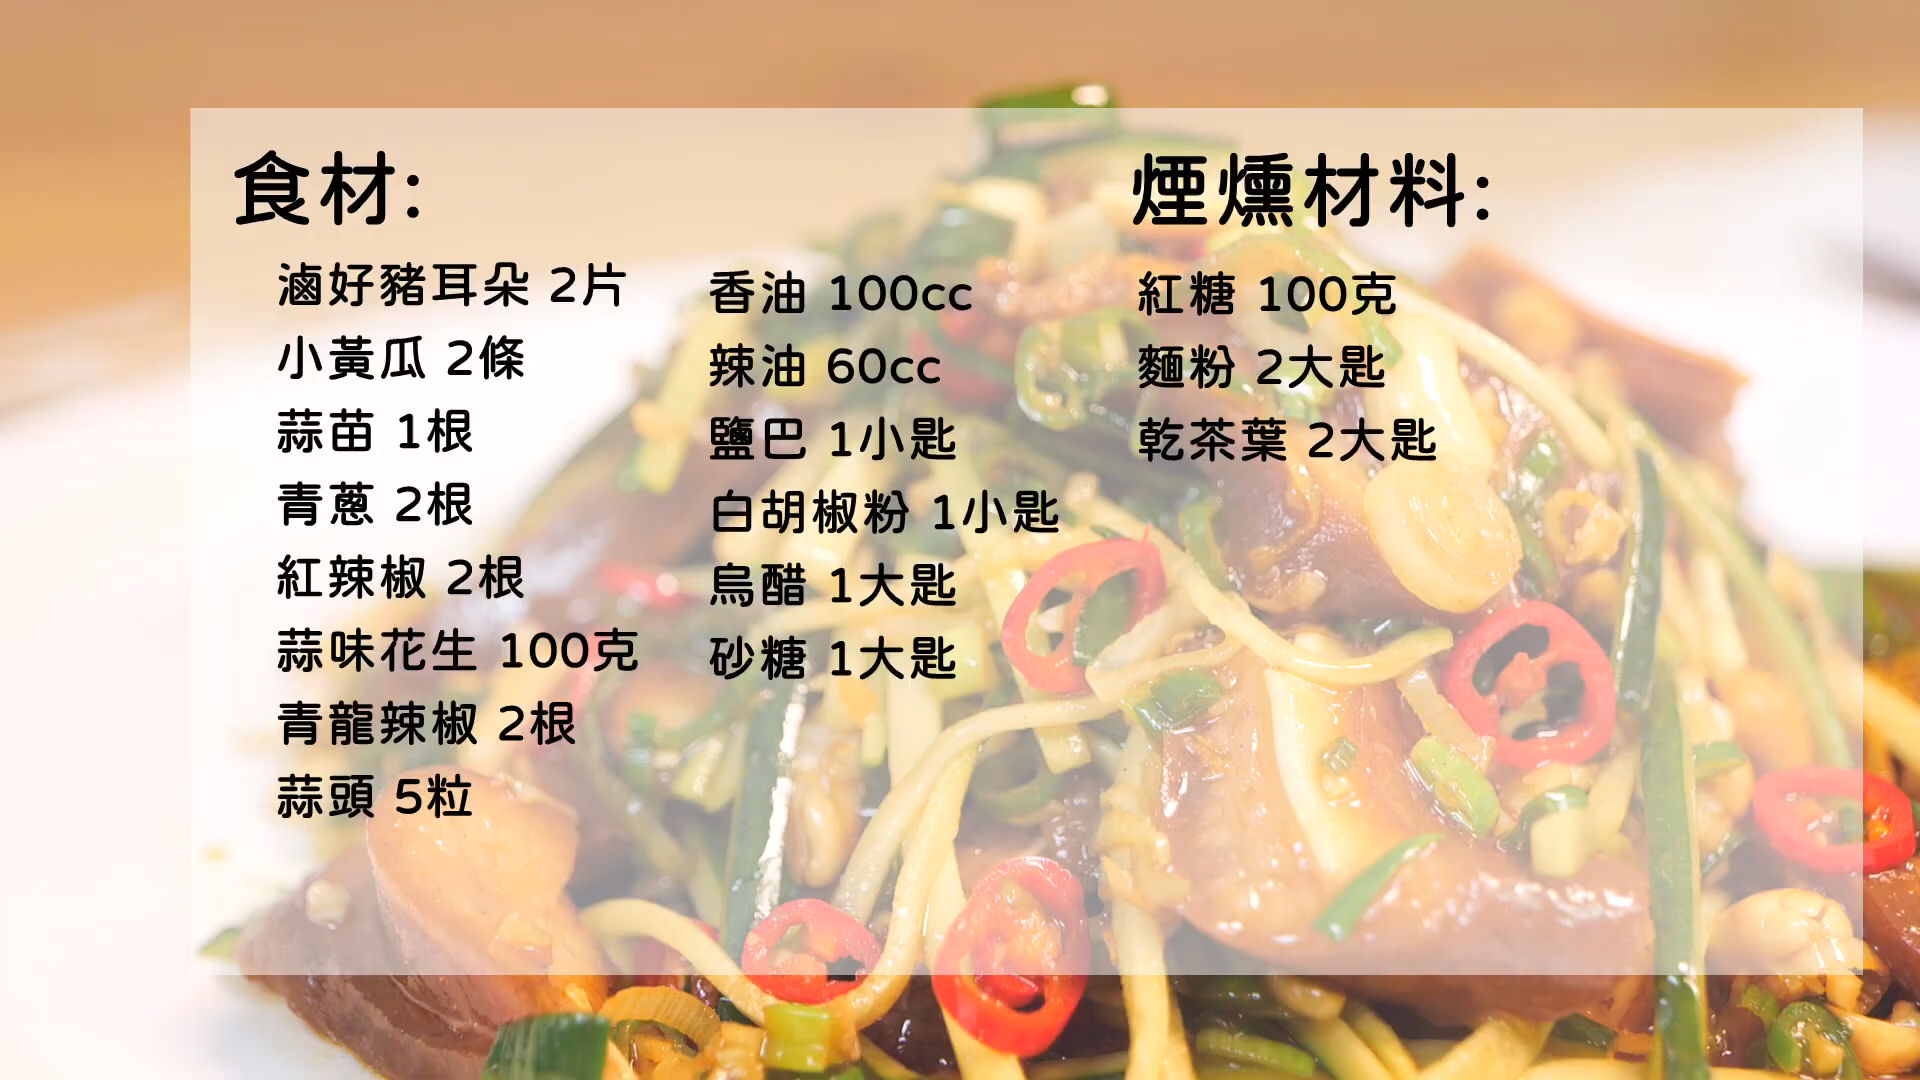 食材:
滷好豬耳朵 2片
小黃瓜 2條
蒜苗 1根
青蔥 2根
紅辣椒 2根
蒜味花生 100克
青龍辣椒 2根
蒜頭 5粒
香油 100cc
辣油 60cc
鹽巴 1小匙
白胡椒粉 1小匙
烏醋 1大匙
砂糖 1大匙
煙燻材料:
紅糖 100克
麵粉 2大匙
乾茶葉 2大匙